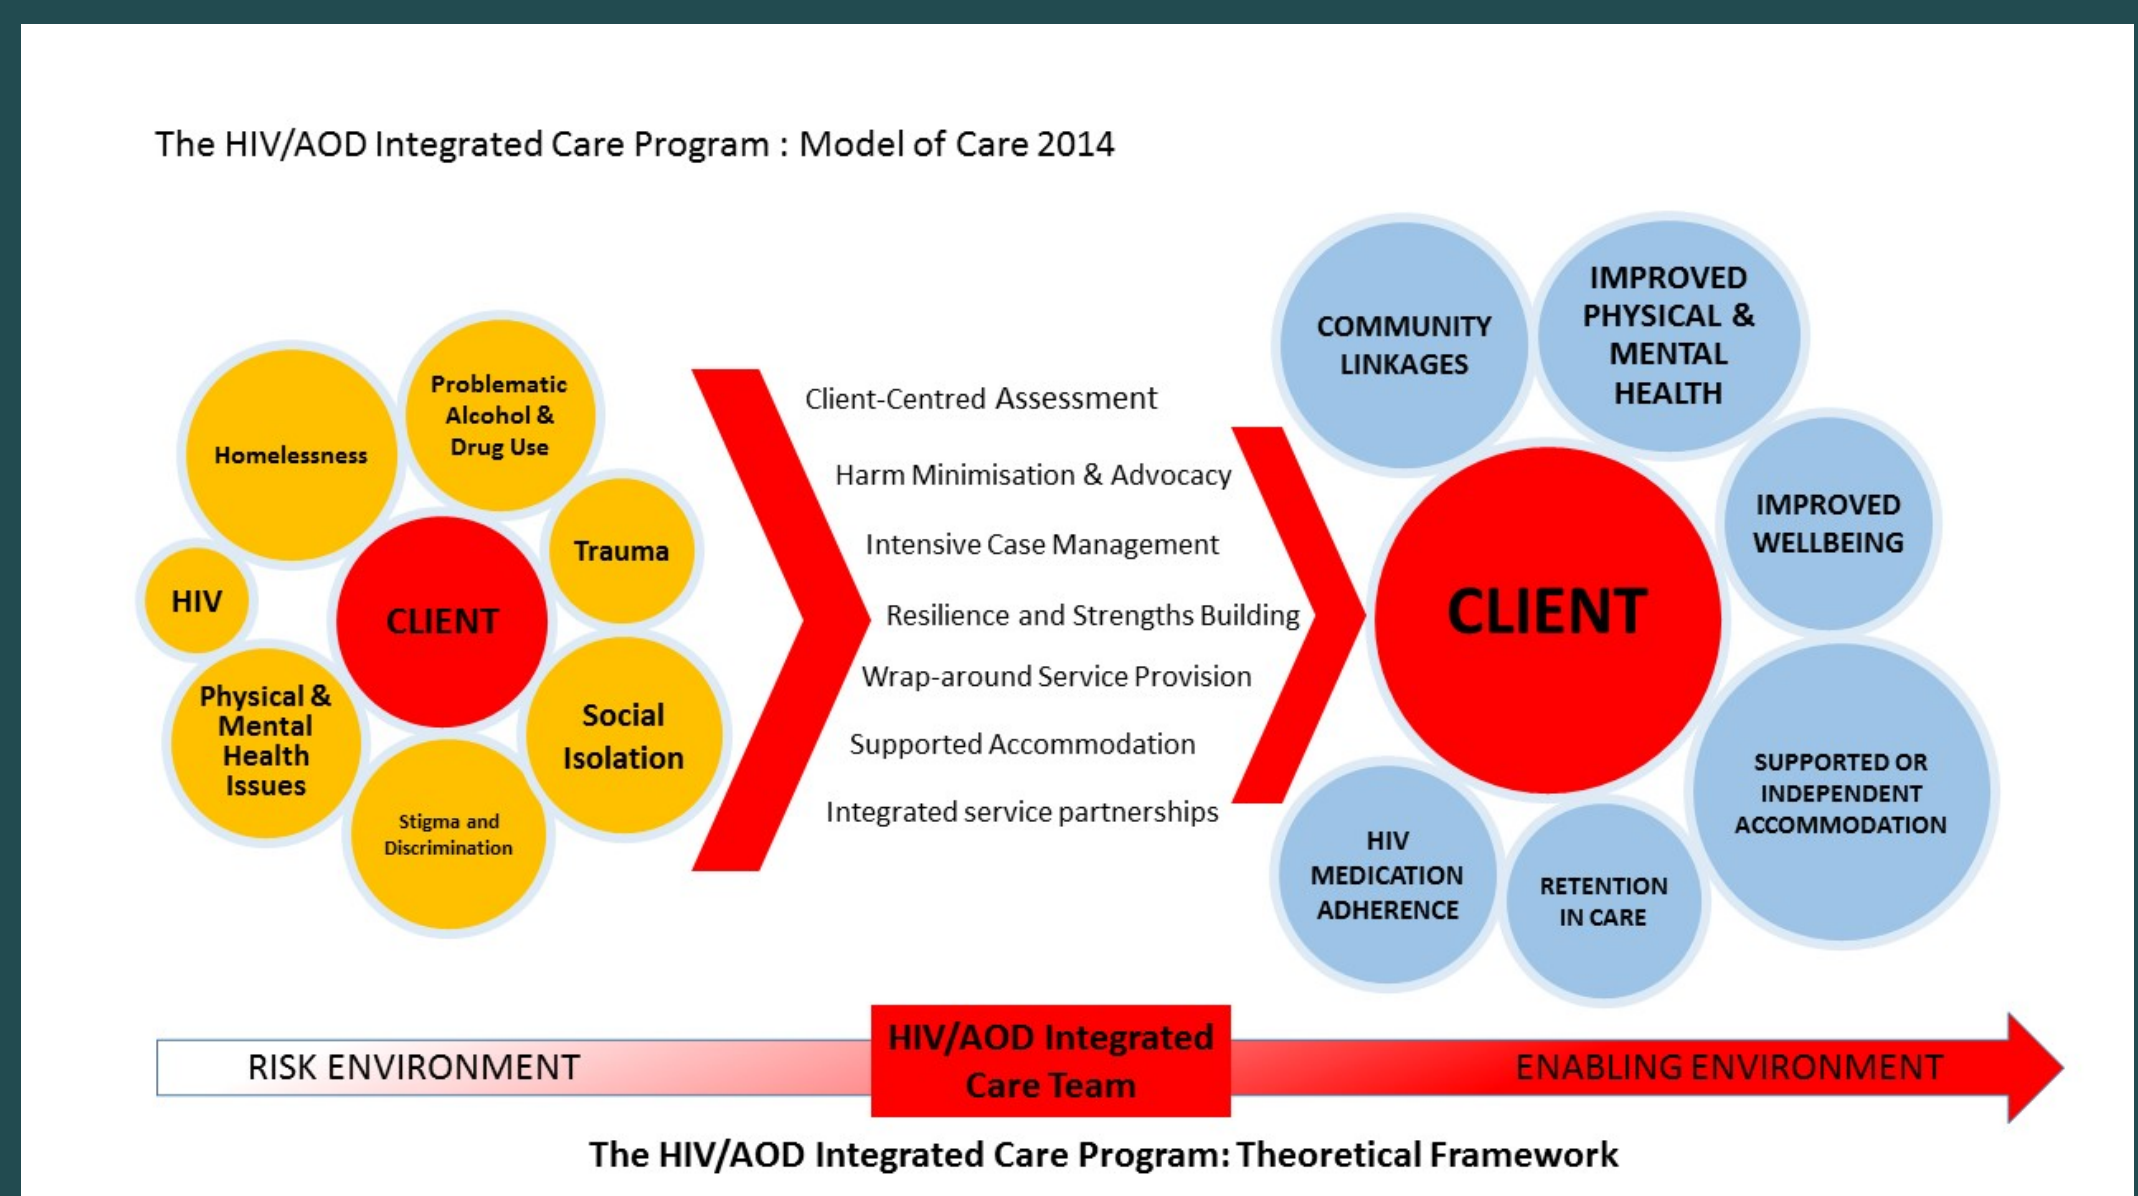 The HIV/AOD Integrated Care Program : Model of Care 2014
Homelessness
Problematic
Alcohol &
Drug Use
Trauma
HIV
CLIENT
Physical &
Mental
Health
Issues
Social
Isolation
Stigma and
Discrimination
Client-Centred Assessment
Harm Minimisation & Advocacy
Intensive Case Management
Resilience and Strengths Building
Wrap-around Service Provision
Supported Accommodation
Integrated service partnerships
COMMUNITY
LINKAGES
IMPROVED
PHYSICAL &
MENTAL
HEALTH
IMPROVED
WELLBEING
CLIENT
SUPPORTED OR
INDEPENDENT
ACCOMMODATION
HIV
MEDICATION
ADHERENCE
RETENTION
IN CARE
RISK ENVIRONMENT
HIV/AOD Integrated
Care Team
ENABLING ENVIRONMENT
The HIV/AOD Integrated Care Program: Theoretical Framework